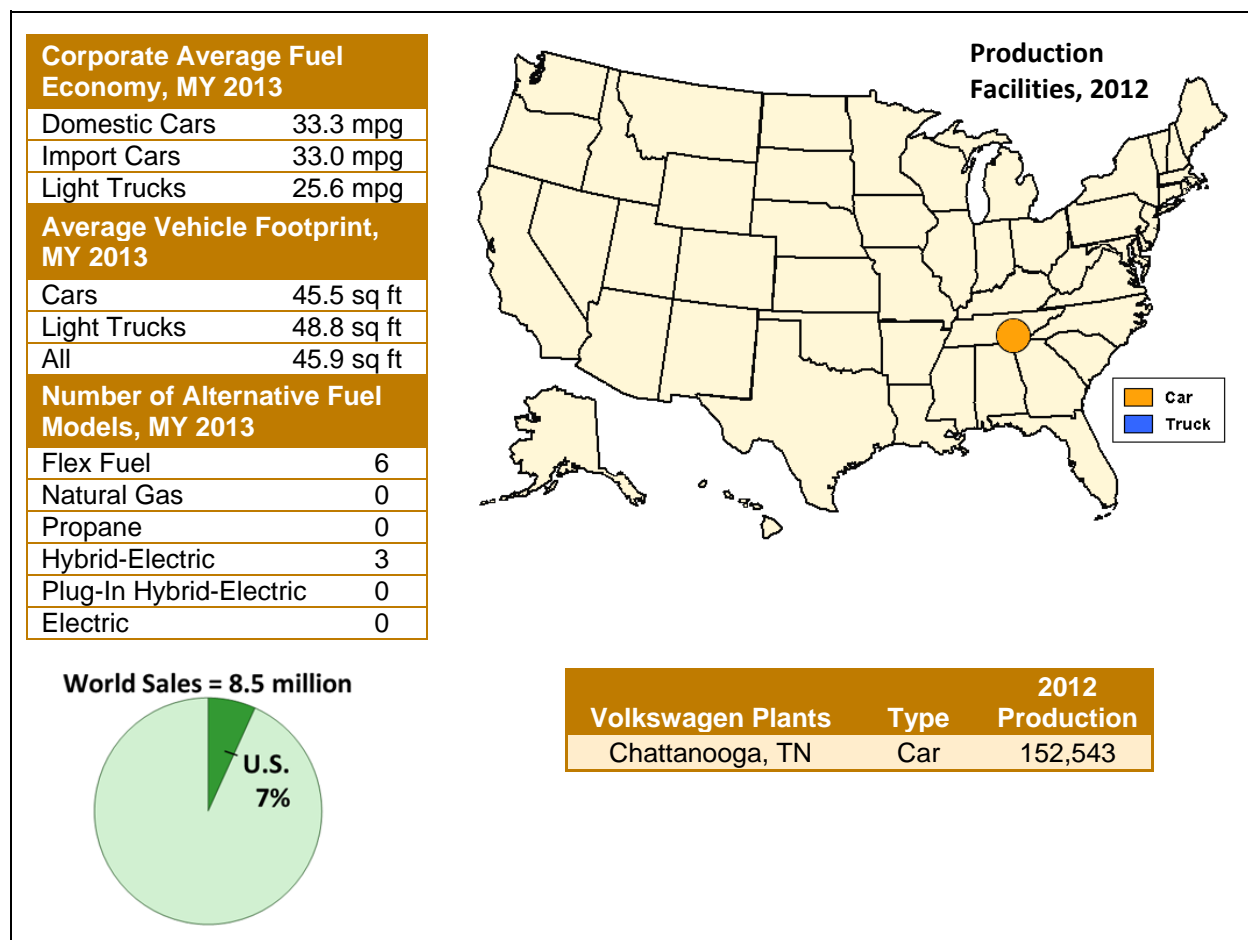 Corporate Average Fuel
Economy, MY 2013
Domestic Cars 33.3 mpg
Import Cars 33.0 mpg
Light Trucks 25.6 mpg
Average Vehicle Footprint,
MY 2013
Cars 45.5 sq ft
Light Trucks 48.8 sq ft
All 45.9 sq ft
Number of Alternative Fuel
Models, MY 2013
Flex Fuel 6
Natural Gas 0
Propane 0
Hybrid-Electric 3
Plug-In Hybrid-Electric 0
Electric 0
Production
Facilities, 2012
Car
Truck
World Sales = 8.5 million
U.S.
7%
2012
Volkswagen Plants Type Production
Chattanooga, TN Car 152,543